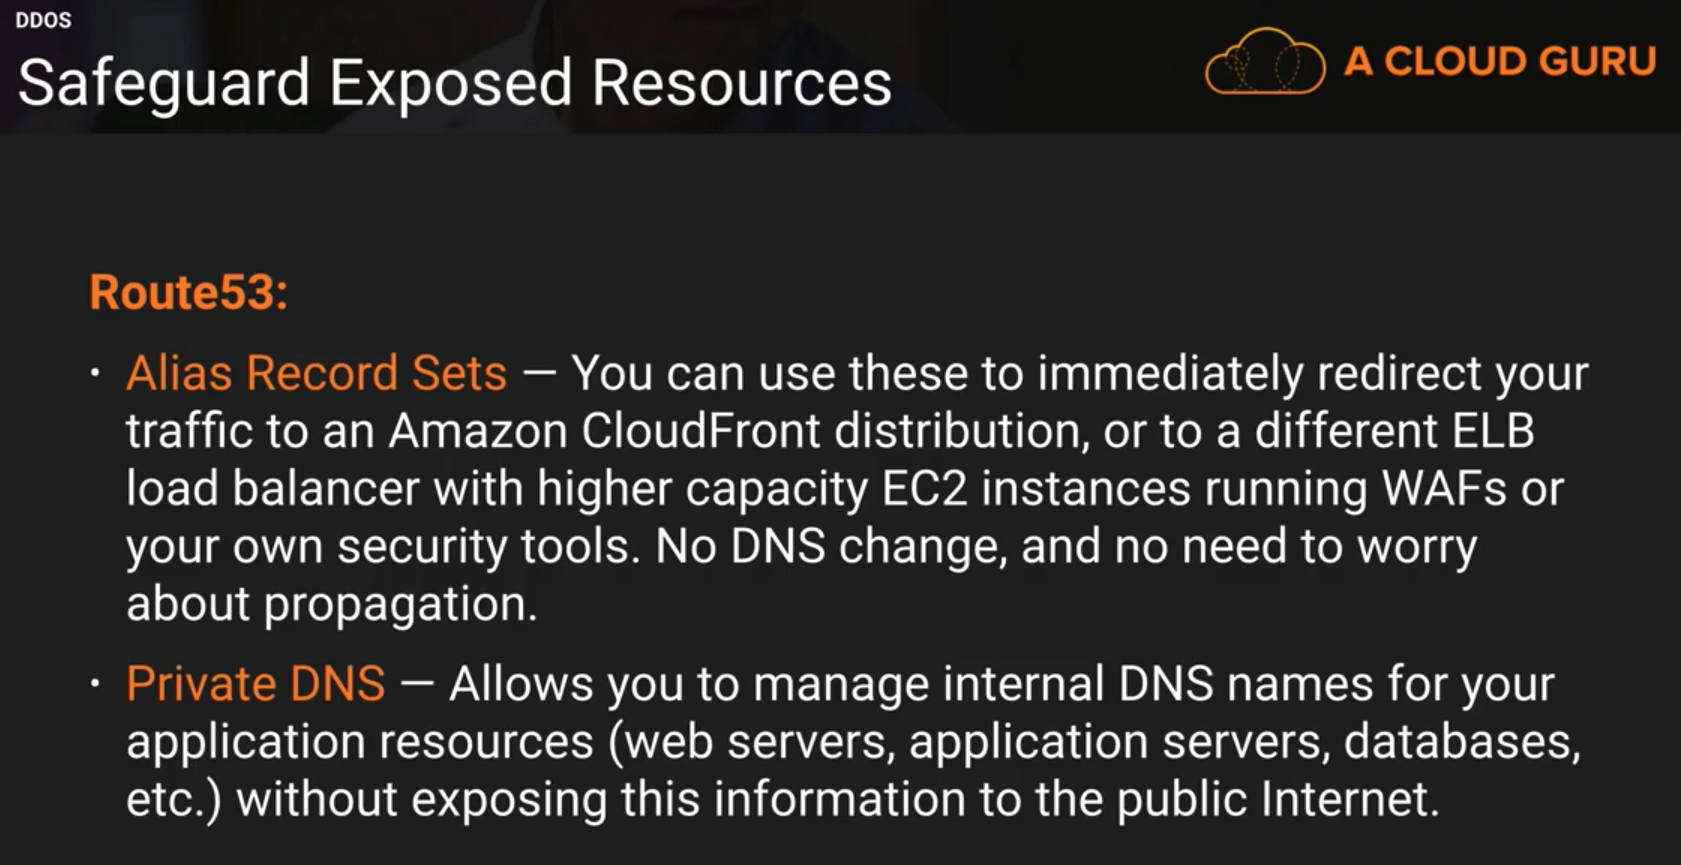 DDOS
Safeguard Exposed Resources
A CLOUD GURU
Route53:
• Alias Record Sets — You can use these to immediately redirect your
traffic to an Amazon CloudFront distribution, or to a different ELB
load balancer with higher capacity EC2 instances running WAFs or
your own security tools. No DNS change, and no need to worry
about propagation.
• Private DNS — Allows you to manage internal DNS names for your
application resources (web servers, application servers, databases,
etc.) without exposing this information to the public Internet.